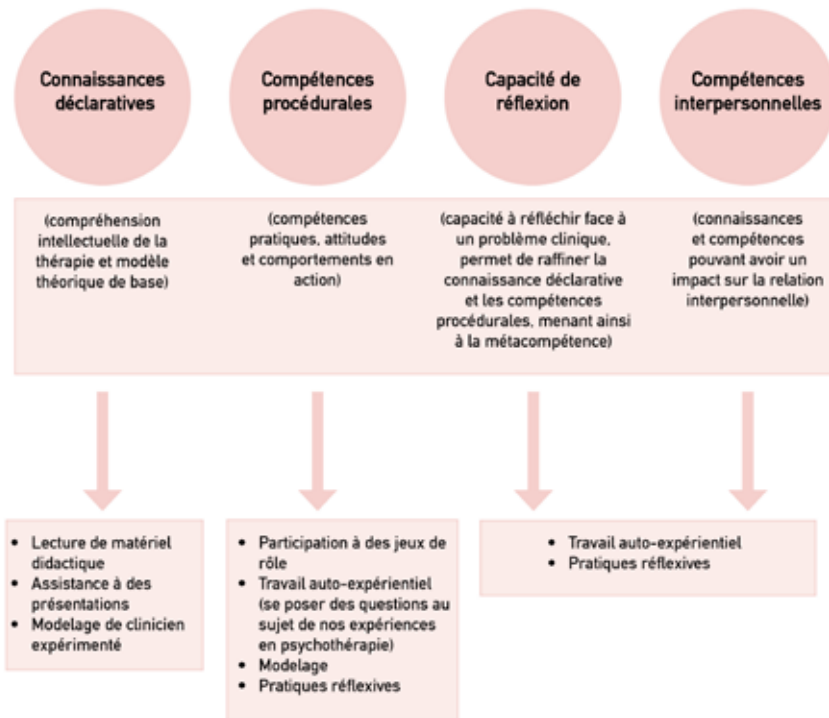 Connaissances
déclaratives
Compétences
procédurales
Capacité de
réflexion
Compétences
interpersonnelles
(compréhension
intellectuelle de la
thérapie et modèle
théorique de base)
(compétences
pratiques, attitudes
et comportements en
action)
(capacité à réfléchir face à
un problème clinique,
permet de raffiner la
connaissance déclarative
et les compétences
procédurales, menant ainsi
à la métacompétence)
(connaissances
et compétences
pouvant avoir un
impact sur la relation
interpersonnelle)
• Lecture de matériel
didactique
• Assistance à des
présentations
• Modelage de clinicien
expérimenté
• Participation à des jeux de
rôle
• Travail auto-expérientiel
(se poser des questions au
sujet de nos expériences
en psychothérapie)
• Modelage
• Pratiques réflexives
• Travail auto-expérientiel
• Pratiques réflexives